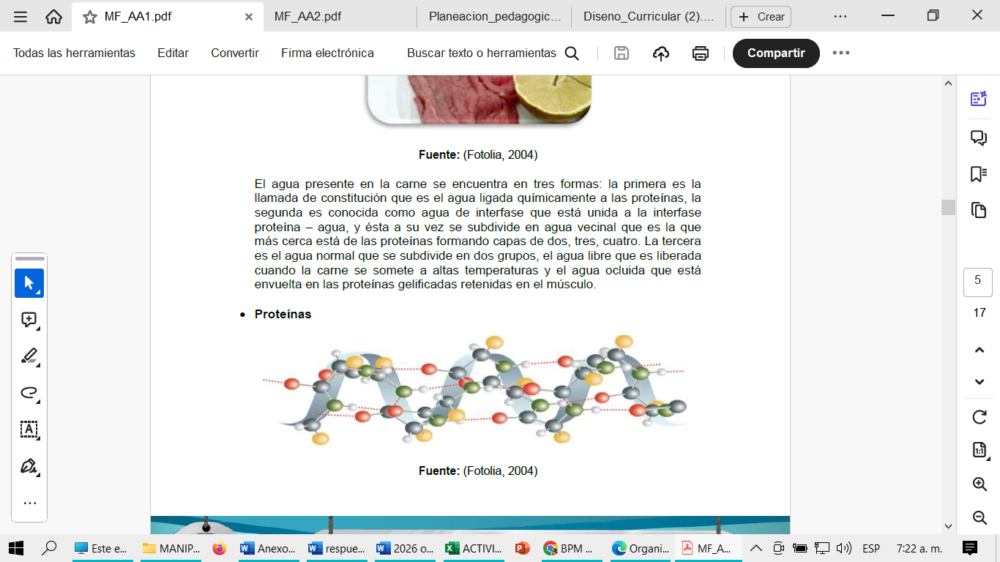 MF_AA1.pdf
MF_AA2.pdf
Planeacion_pedagogic...
Diseno_Curricular (2)....
Crear
Todas las herramientas
Editar
Convertir
Firma electrónica
Buscar texto o herramientas
Compartir
Fuente: (Fotolia, 2004)
El agua presente en la carne se encuentra en tres formas: la primera es la
llamada de constitución que es el agua ligada químicamente a las proteínas, la
segunda es conocida como agua de interfase que está unida a la interfase
proteína – agua, y ésta a su vez se subdivide en agua vecinal que es la que
más cerca está de las proteínas formando capas de dos, tres, cuatro. La tercera
es el agua normal que se subdivide en dos grupos, el agua libre que es liberada
cuando la carne se somete a altas temperaturas y el agua ocluida que está
envuelta en las proteínas gelificadas retenidas en el músculo.
• Proteínas
Fuente: (Fotolia, 2004)
5
17
1:1
A
Este e...
MANIP...
Anexo...
respue...
2026 o...
ACTIVI...
BPM ...
Organi...
MF_A...
ESP
7:22 a. m.